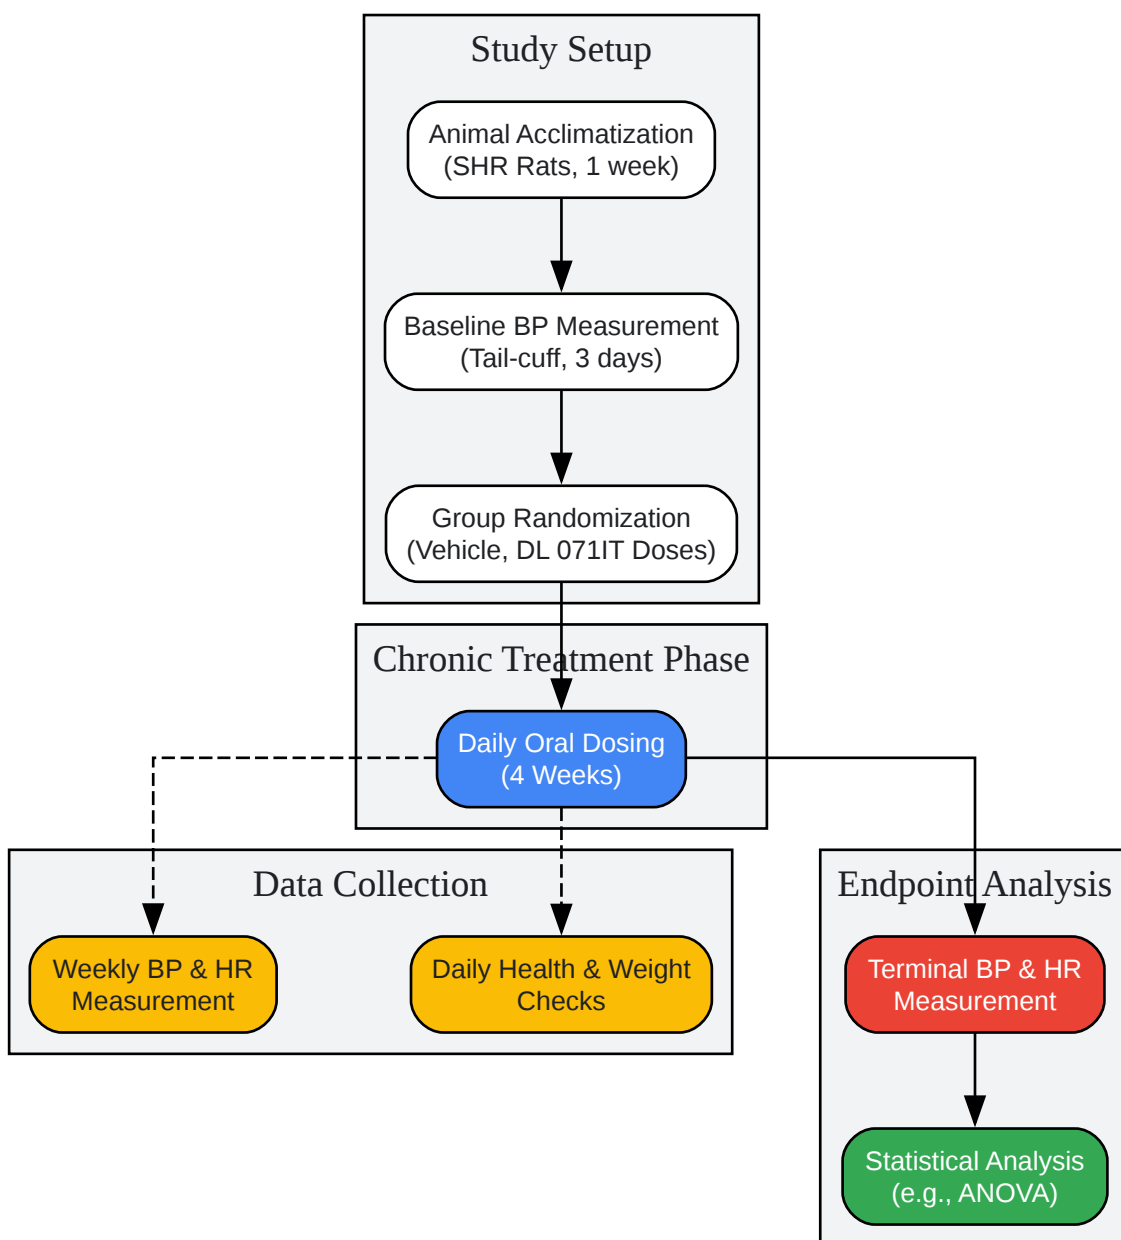 Study Setup
Animal Acclimatization
(SHR Rats, 1 week)
Baseline BP Measurement
(Tail-cuff, 3 days)
Group Randomization
(Vehicle, DL 071IT Doses)
Chronic Treatment Phase
Daily Oral Dosing
(4 Weeks)
Data Collection
Weekly BP & HR
Measurement
Daily Health & Weight
Checks
Endpoint Analysis
Terminal BP & HR
Measurement
Statistical Analysis
(e.g., ANOVA)